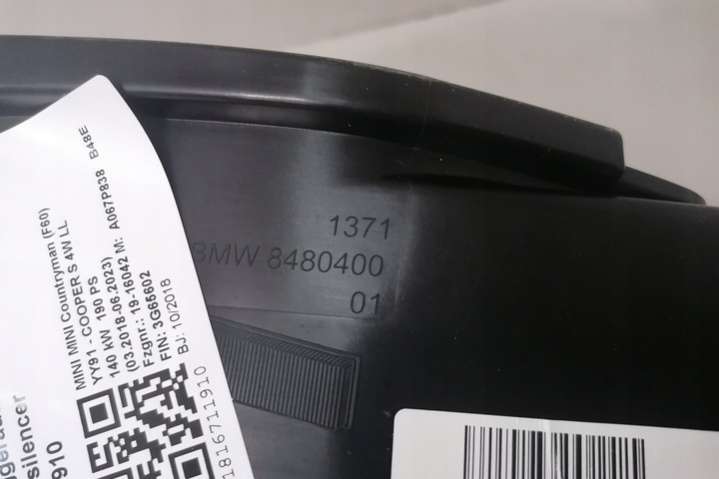 1371
BMW 8480400
01
MINI MINI Countryman (F60)
YY91 - COOPER S 4W LL
140 kW 190 PS
(03.2018-06.2023)
Fzgnr.: 19-16042 M: A067P838 B48E
FIN: 3G65602
BJ: 10/2018
silencer
910
1816711910